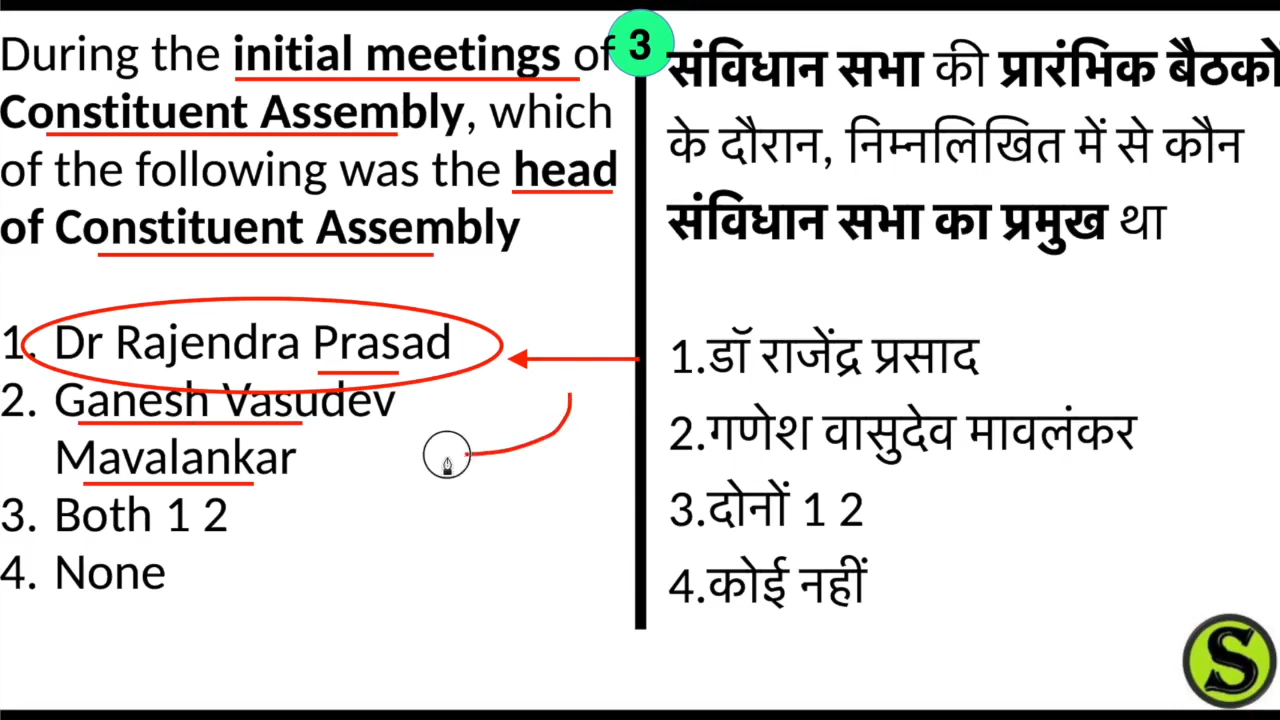 During the initial meetings of
Constituent Assembly, which
of the following was the head
of Constituent Assembly
1. Dr Rajendra Prasad
2. Ganesh Vasudev
Mavalankar
3. Both 1 2
4. None
3
संविधान सभा की प्रारंभिक बैठकों
के दौरान, निम्नलिखित में से कौन
संविधान सभा का प्रमुख था
1.डॉ राजेंद्र प्रसाद
2.गणेश वासुदेव मावलंकर
3.दोनों 1 2
4.कोई नहीं
S